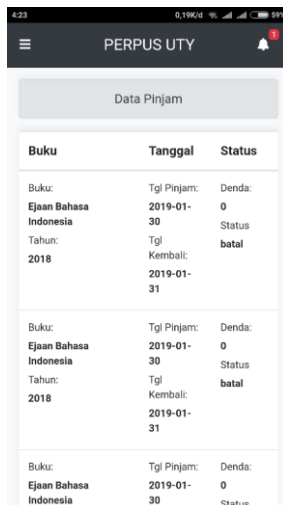 4:23 0,19K/d 59%
PERPUS UTY 1
Data Pinjam
Buku Tanggal Status
Buku: Tgl Pinjam: Denda:
Ejaan Bahasa 2019-01- 0
Indonesia 30 Status
Tahun: Tgl batal
2018 Kembali:
2019-01-
31
Buku: Tgl Pinjam: Denda:
Ejaan Bahasa 2019-01- 0
Indonesia 30 Status
Tahun: Tgl batal
2018 Kembali:
2019-01-
31
Buku: Tgl Pinjam: Denda:
Ejaan Bahasa 2019-01- 0
Indonesia 30 Status